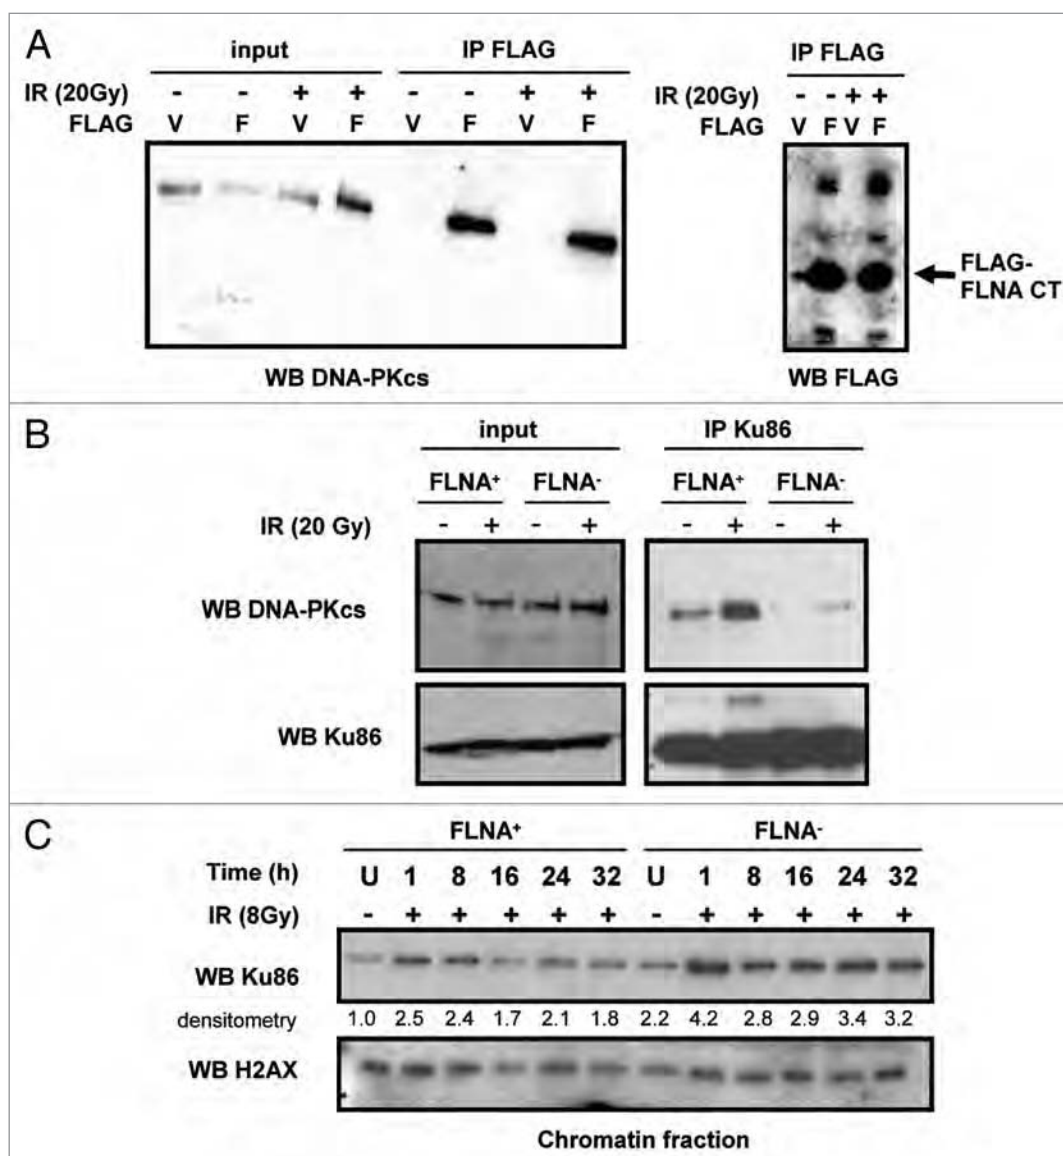 A
input IP FLAG
IR (20Gy) - - + + - - + +
FLAG V F V F V F V F
WB DNA-PKcs
IP FLAG
IR (20Gy) - - + +
FLAG V F V F
FLAG-
FLNA CT
WB FLAG
B
input IP Ku86
FLNA⁺ FLNA⁻ FLNA⁺ FLNA⁻
IR (20 Gy) - + - + - + - +
WB DNA-PKcs
WB Ku86
C
FLNA⁺ FLNA⁻
Time (h) U 1 8 16 24 32 U 1 8 16 24 32
IR (8Gy) - + + + + + - + + + + +
WB Ku86
densitometry 1.0 2.5 2.4 1.7 2.1 1.8 2.2 4.2 2.8 2.9 3.4 3.2
WB H2AX
Chromatin fraction